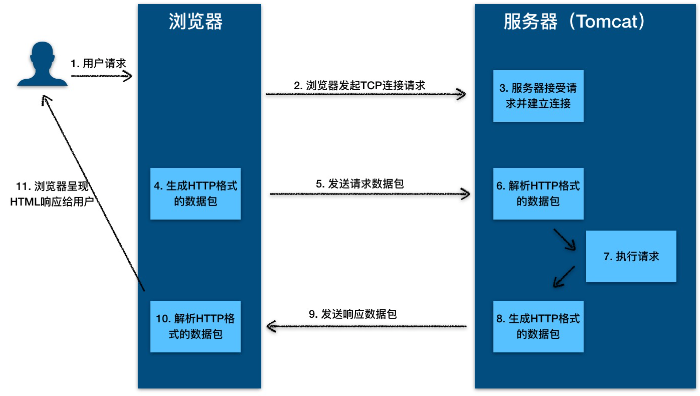 浏览器
服务器（Tomcat）
1. 用户请求
2. 浏览器发起TCP连接请求
3. 服务器接受请
求并建立连接
4. 生成HTTP格式
的数据包
5. 发送请求数据包
6. 解析HTTP格式
的数据包
7. 执行请求
8. 生成HTTP格式
的数据包
9. 发送响应数据包
10. 解析HTTP格
式的数据包
11. 浏览器呈现
HTML响应给用户